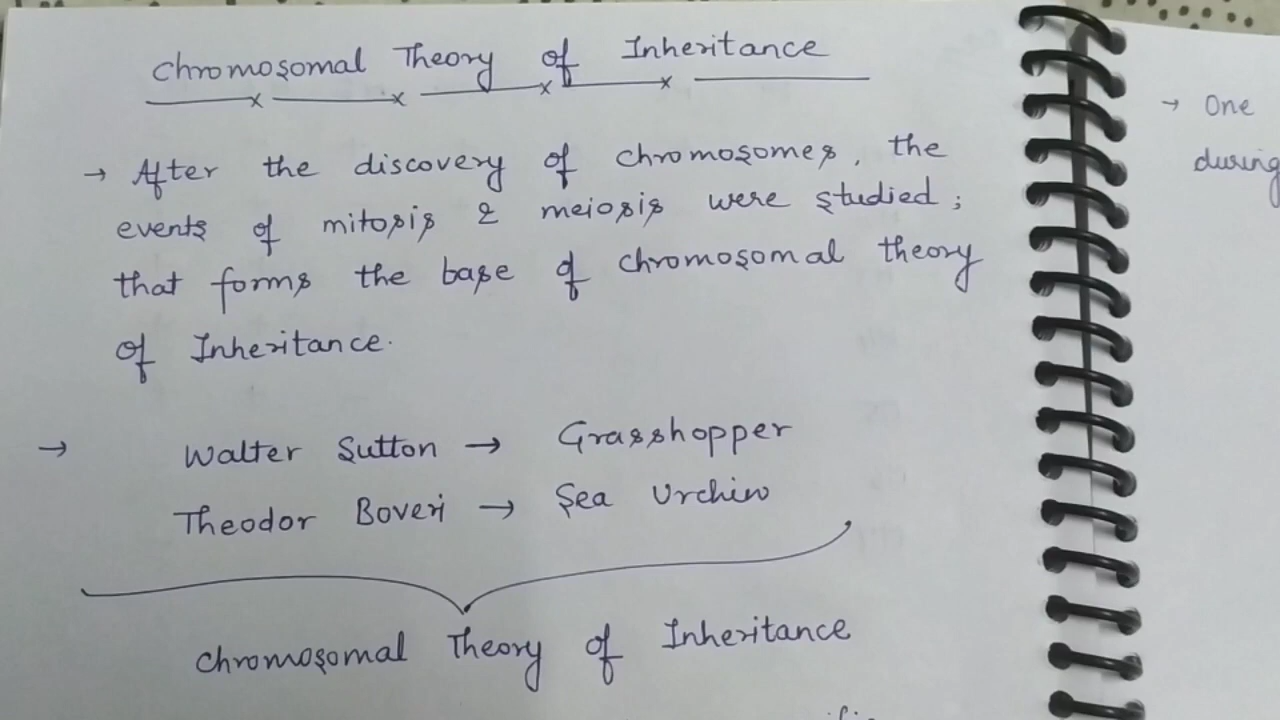 Chromosomal Theory of Inheritance
→ After the discovery of chromosomes, the
events of mitosis & meiosis were studied;
that forms the base of chromosomal theory
of Inheritance.
→ Walter Sutton → Grasshopper
Theodor Boveri → Sea Urchin
Chromosomal Theory of Inheritance
→ One
during